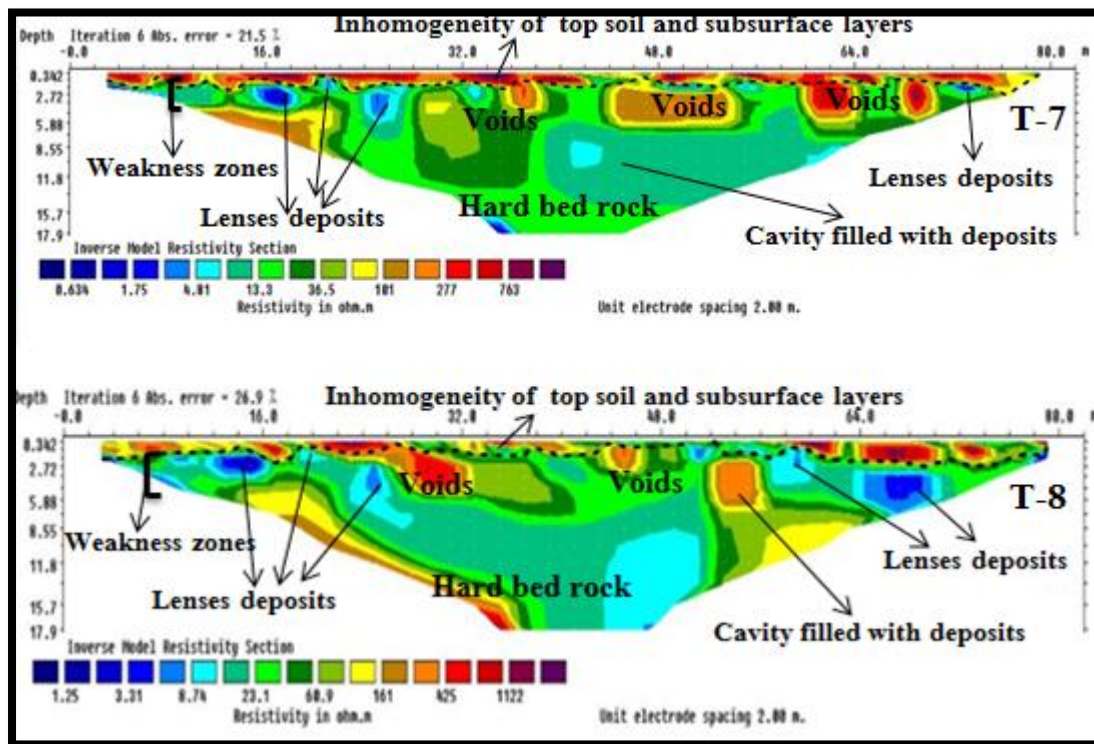 Inhomogeneity of top soil and subsurface layers
Depth Iteration 6 Abs. error = 21.5 %
-0.0 16.0 32.0 48.0 64.0 80.0 m
0.342
2.72
5.88
8.55
11.8
15.7
17.9
Voids Voids Voids
T-7
Weakness zones
Lenses deposits
Lenses deposits
Hard bed rock
Cavity filled with deposits
Inverse Model Resistivity Section
0.634 1.75 4.81 13.3 36.5 101 277 763
Resistivity in ohm.m Unit electrode spacing 2.00 m.
Depth Iteration 6 Abs. error = 26.9 %
Inhomogeneity of top soil and subsurface layers
-0.0 16.0 32.0 48.0 64.0 80.0 m
0.342
2.72
5.88
8.55
11.8
15.7
17.9
Voids Voids
T-8
Weakness zones
Lenses deposits
Lenses deposits
Hard bed rock
Cavity filled with deposits
Inverse Model Resistivity Section
1.25 3.31 8.74 23.1 60.9 161 425 1122
Resistivity in ohm.m Unit electrode spacing 2.00 m.